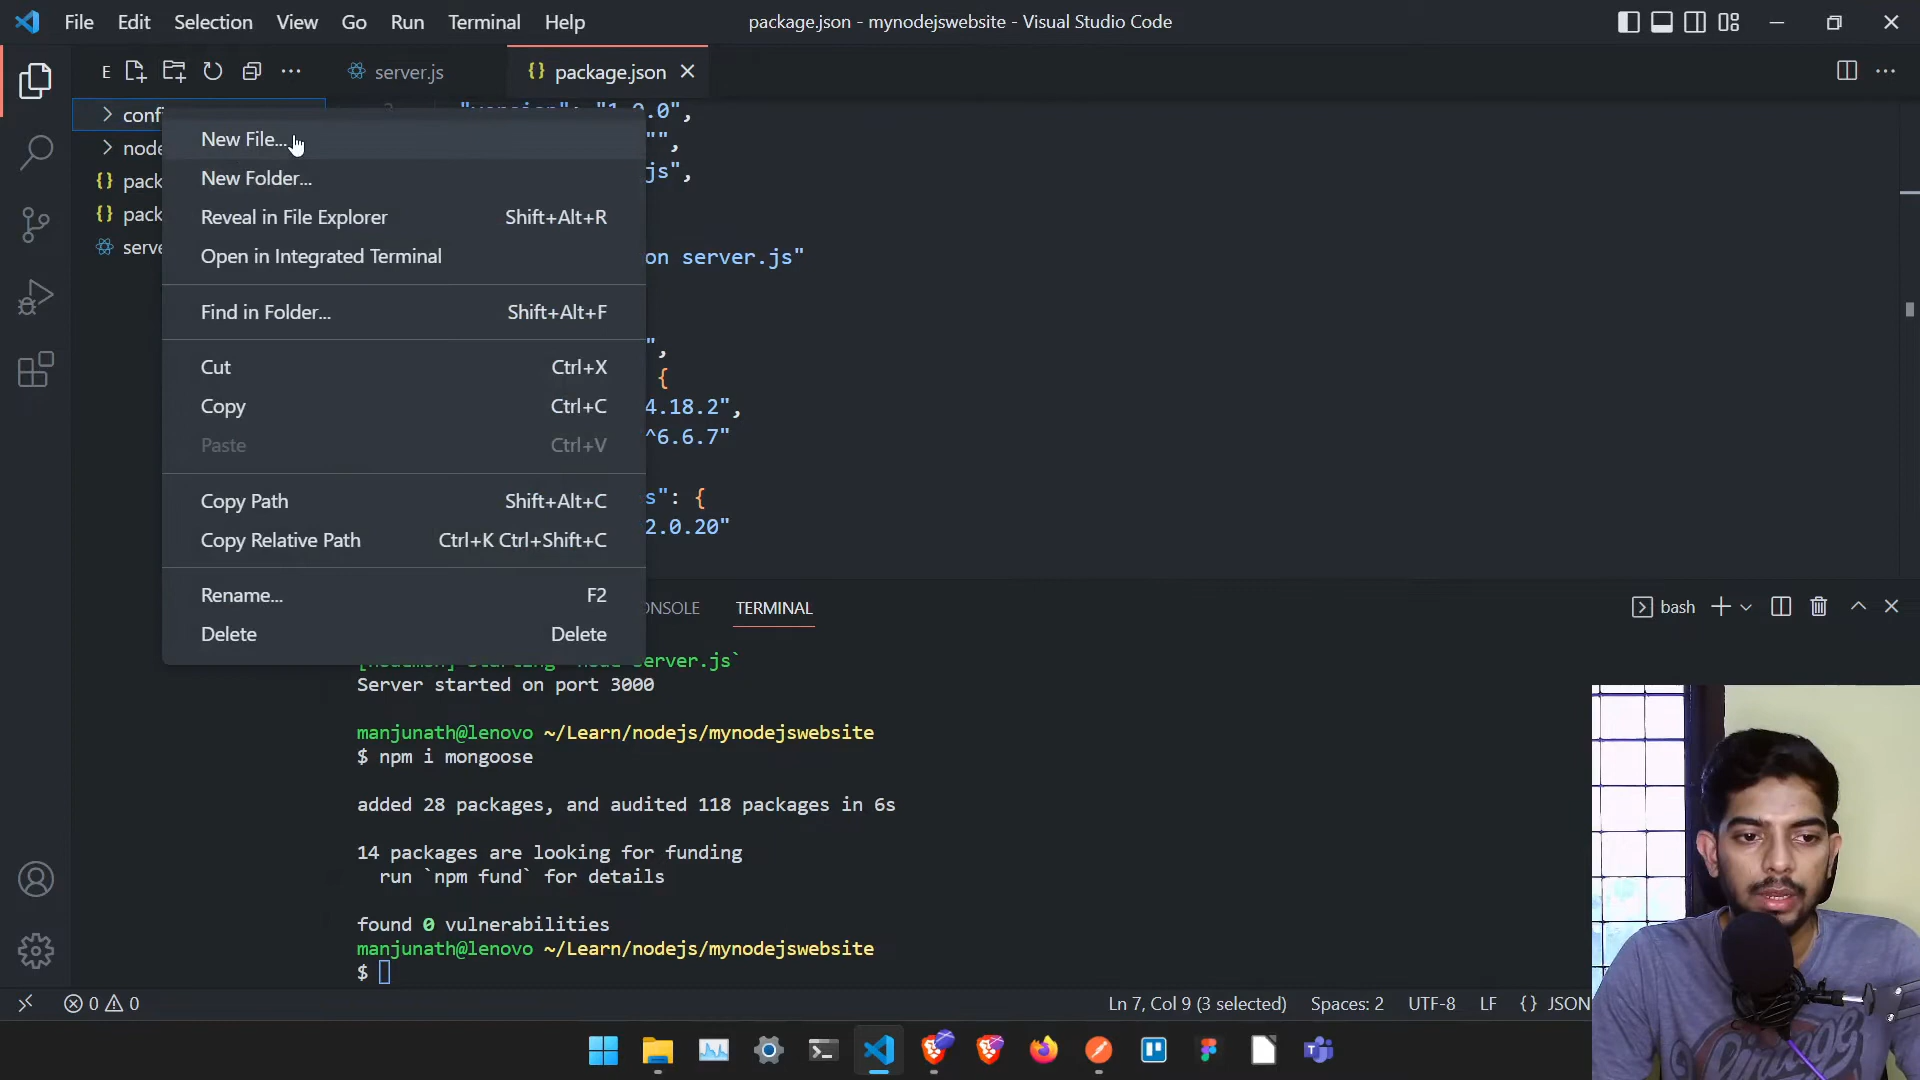 File Edit Selection View Go Run Terminal Help
package.json - mynodejswebsite - Visual Studio Code
E
server.js
{} package.json
conf
node
{} pack
{} pack
serve
New File...
New Folder...
Reveal in File Explorer Shift+Alt+R
Open in Integrated Terminal
Find in Folder... Shift+Alt+F
Cut Ctrl+X
Copy Ctrl+C
Paste Ctrl+V
Copy Path Shift+Alt+C
Copy Relative Path Ctrl+K Ctrl+Shift+C
Rename... F2
Delete Delete
.0",
"",
js",
on server.js"
",
{
4.18.2",
^6.6.7"
s": {
2.0.20"
ONSOLE
TERMINAL
bash
server.js`
Server started on port 3000
manjunath@lenovo ~/Learn/nodejs/mynodejswebsite
$ npm i mongoose
added 28 packages, and audited 118 packages in 6s
14 packages are looking for funding
run `npm fund` for details
found 0 vulnerabilities
manjunath@lenovo ~/Learn/nodejs/mynodejswebsite
$
0 0
Ln 7, Col 9 (3 selected) Spaces: 2 UTF-8 LF {} JSON